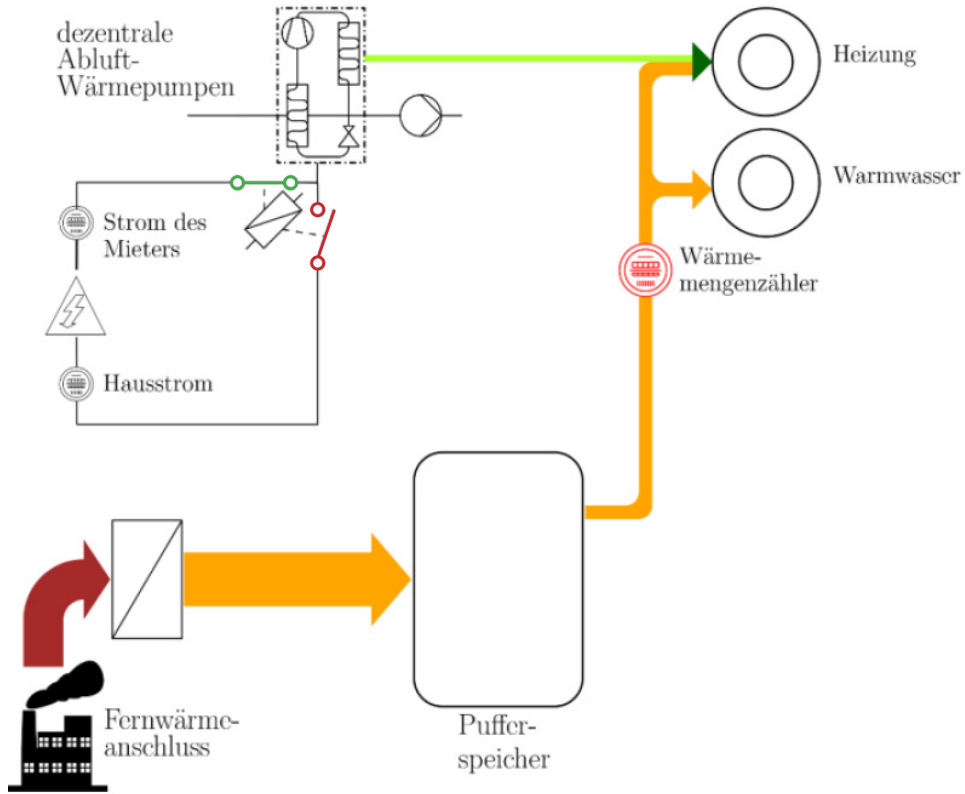 dezentrale
Abluft-
Wärmepumpen
Heizung
Warmwasser
Strom des
Mieters
Wärme-
mengenzähler
Hausstrom
Fernwärme-
anschluss
Puffer-
speicher